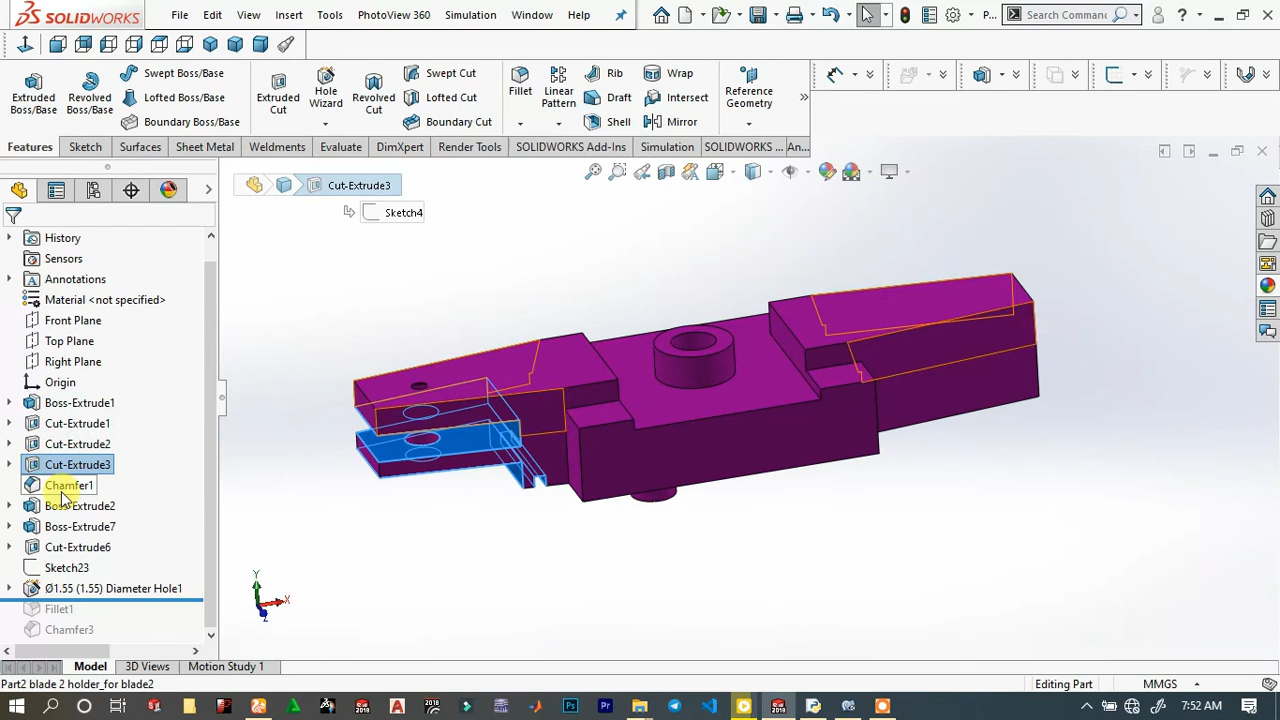 SOLIDWORKS File Edit View Insert Tools PhotoView 360 Simulation Window Help P... Search Comman
Extruded Boss/Base
Revolved Boss/Base
Swept Boss/Base
Lofted Boss/Base
Boundary Boss/Base
Extruded Cut
Hole Wizard
Revolved Cut
Swept Cut
Lofted Cut
Boundary Cut
Fillet
Linear Pattern
Rib
Draft
Shell
Wrap
Intersect
Mirror
Reference Geometry
Features Sketch Surfaces Sheet Metal Weldments Evaluate DimXpert Render Tools SOLIDWORKS Add-Ins Simulation SOLIDWORKS ... An...
Cut-Extrude3
Sketch4
History
Sensors
Annotations
Material <not specified>
Front Plane
Top Plane
Right Plane
Origin
Boss-Extrude1
Cut-Extrude1
Cut-Extrude2
Cut-Extrude3
Chamfer1
Boss-Extrude2
Boss-Extrude7
Cut-Extrude6
Sketch23
Ø1.55 (1.55) Diameter Hole1
Fillet1
Chamfer3
Y
X
Z
Model 3D Views Motion Study 1
Part2 blade 2 holder_for blade2 Editing Part MMGS
7:52 AM